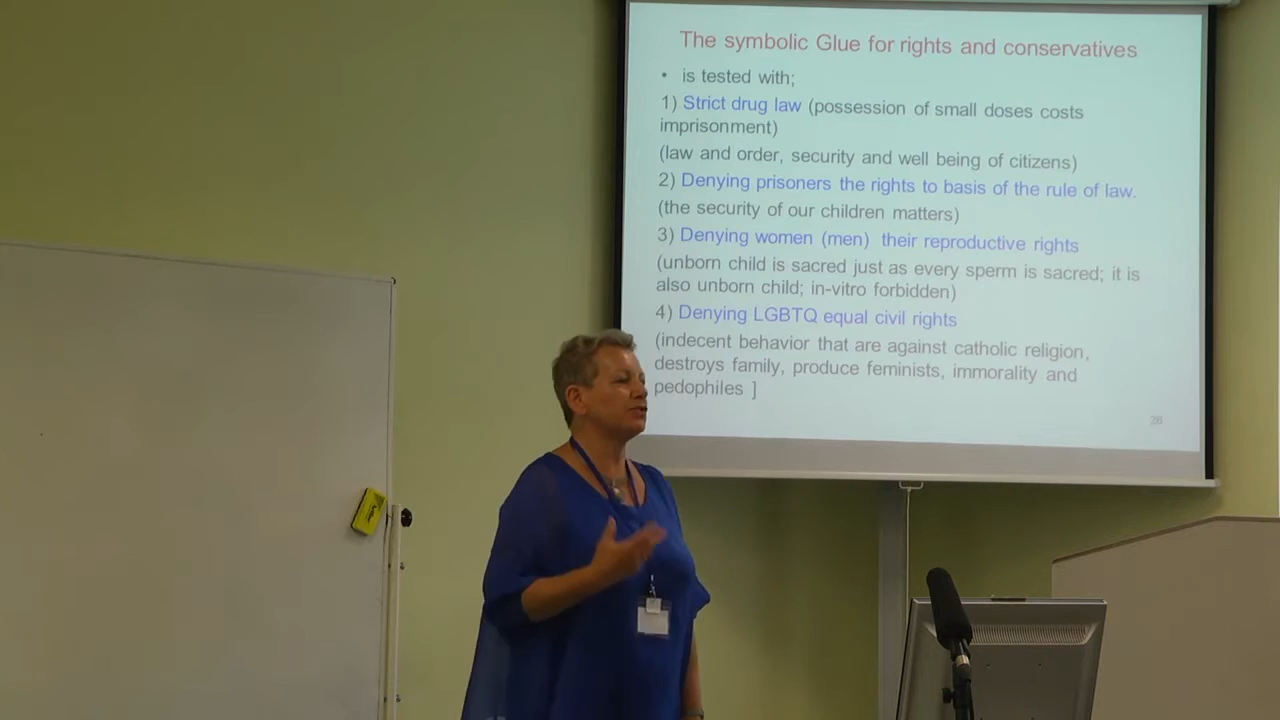 The symbolic Glue for rights and conservatives
• is tested with;
1) Strict drug law (possession of small doses costs
imprisonment)
(law and order, security and well being of citizens)
2) Denying prisoners the rights to basis of the rule of law.
(the security of our children matters)
3) Denying women (men) their reproductive rights
(unborn child is sacred just as every sperm is sacred; it is
also unborn child; in-vitro forbidden)
4) Denying LGBTQ equal civil rights
(indecent behavior that are against catholic religion,
destroys family, produce feminists, immorality and
pedophiles ]
26